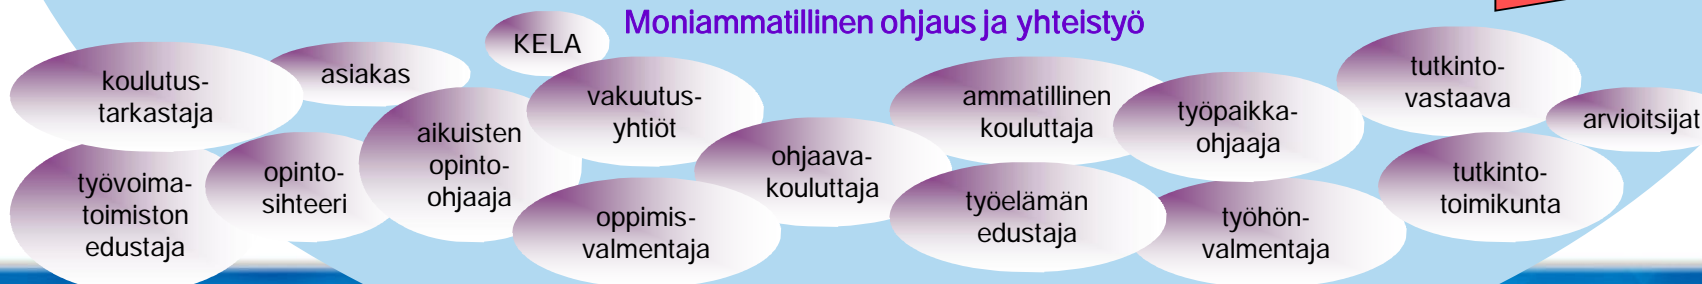 Moniammatillinen ohjaus ja yhteistyö
KELA
koulutus-
tarkastaja
asiakas
vakuutus-
yhtiöt
ammatillinen
kouluttaja
työpaikka-
ohjaaja
tutkinto-
vastaava
arvioitsijat
työvoima-
toimiston
edustaja
opinto-
sihteeri
aikuisten
opinto-
ohjaaja
oppimis-
valmentaja
ohjaava-
kouluttaja
työelämän
edustaja
työhön-
valmentaja
tutkinto-
toimikunta